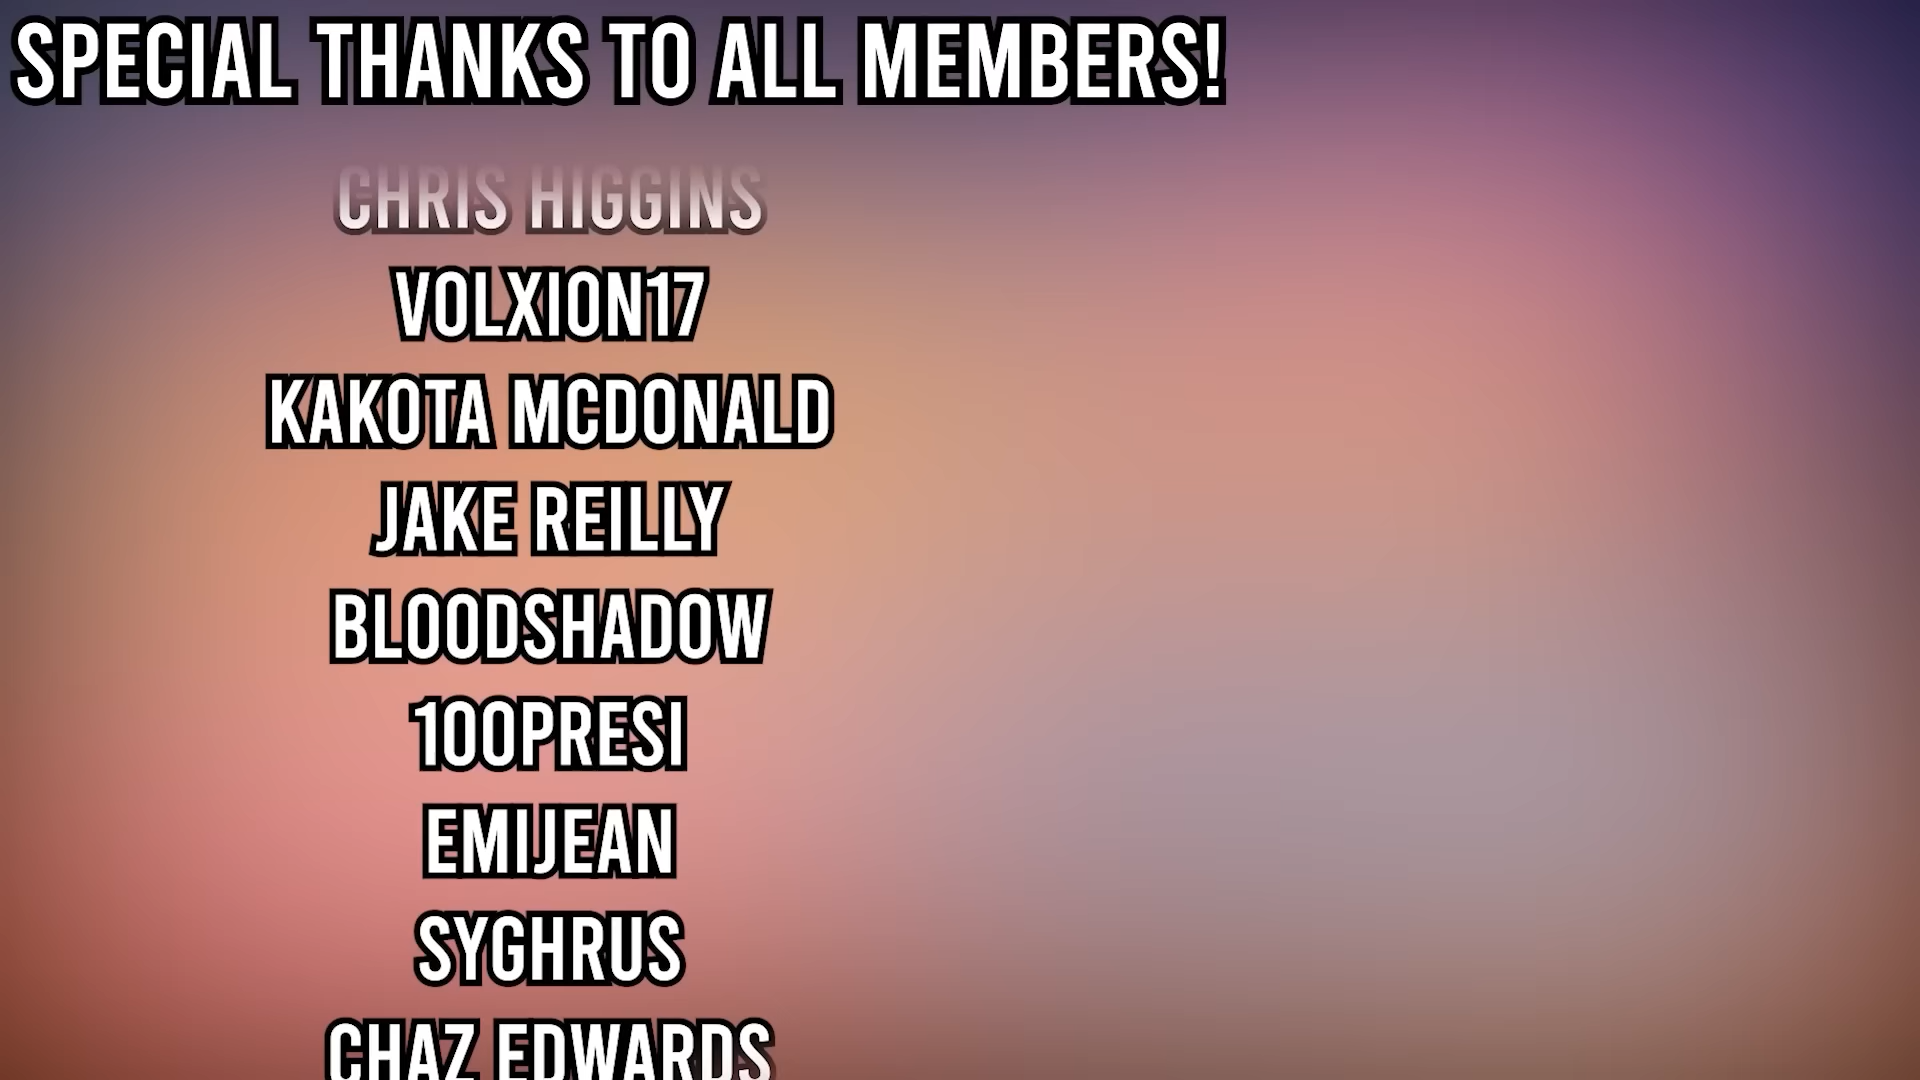 SPECIAL THANKS TO ALL MEMBERS!
CHRIS HIGGINS
VOLXION17
KAKOTA MCDONALD
JAKE REILLY
BLOODSHADOW
100PRESI
EMIJEAN
SYGHRUS
CHAZ EDWARDS